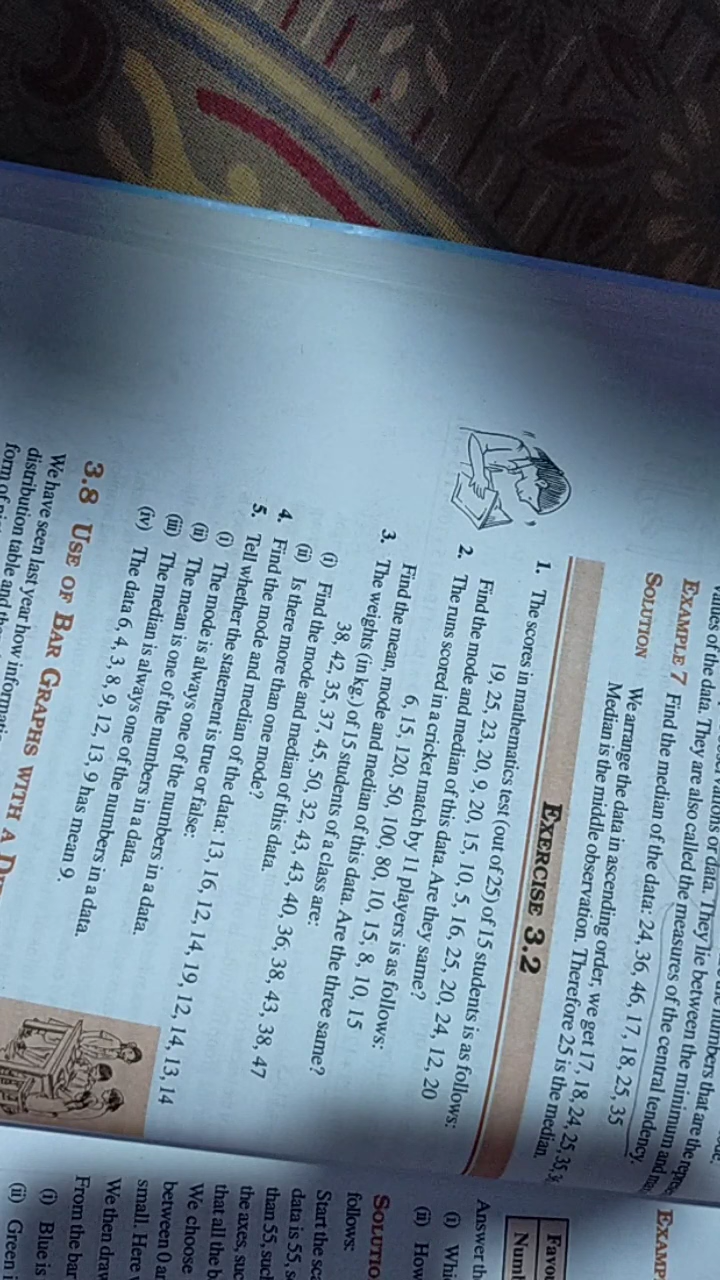 values of the data. They are also called the measures of the central tendency.
EXAMPLE 7 Find the median of the data: 24, 36, 46, 17, 18, 25, 35
SOLUTION We arrange the data in ascending order, we get 17, 18, 24, 25, 35,
Median is the middle observation. Therefore 25 is the median.
EXERCISE 3.2
1. The scores in mathematics test (out of 25) of 15 students is as follows:
19, 25, 23, 20, 9, 20, 15, 10, 5, 16, 25, 20, 24, 12, 20
Find the mode and median of this data. Are they same?
2. The runs scored in a cricket match by 11 players is as follows:
6, 15, 120, 50, 100, 80, 10, 15, 8, 10, 15
Find the mean, mode and median of this data. Are the three same?
3. The weights (in kg.) of 15 students of a class are:
38, 42, 35, 37, 45, 50, 32, 43, 43, 40, 36, 38, 43, 38, 47
(i) Find the mode and median of this data.
(ii) Is there more than one mode?
4. Find the mode and median of the data: 13, 16, 12, 14, 19, 12, 14, 13, 14
5. Tell whether the statement is true or false:
(i) The mode is always one of the numbers in a data.
(ii) The mean is one of the numbers in a data.
(iii) The median is always one of the numbers in a data.
(iv) The data 6, 4, 3, 8, 9, 12, 13, 9 has mean 9.
3.8 USE OF BAR GRAPHS WITH A
We have seen last year how
distribution table and
form of
Answer
(i)
(ii) How
follows:
Start the
data is 55,
than 55,
the axes,
that all the
We choose
between 0
small. Here
We then
From the bar
(i) Blue is
(ii) Green